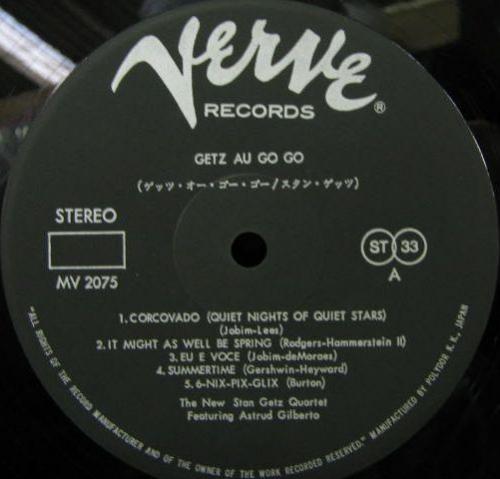 Verve®
RECORDS
GETZ AU GO GO
(ゲッツ・オー・ゴー・ゴー/スタン・ゲッツ)
STEREO
MV 2075
ST 33
A
1. CORCOVADO (QUIET NIGHTS OF QUIET STARS)
(Jobim-Lees)
2. IT MIGHT AS WELL BE SPRING (Rodgers-Hammerstein II)
3. EU E VOCE (Jobim-deMoraes)
4. SUMMERTIME (Gershwin-Heyward)
5. 6-NIX-PIX-GLIX (Burton)
The New Stan Getz Quartet
Featuring Astrud Gilberto
"ALL RIGHTS OF THE RECORD MANUFACTURER AND OF THE OWNER OF THE WORK RECORDED RESERVED." MANUFACTURED BY POLYDOR K. K., JAPAN